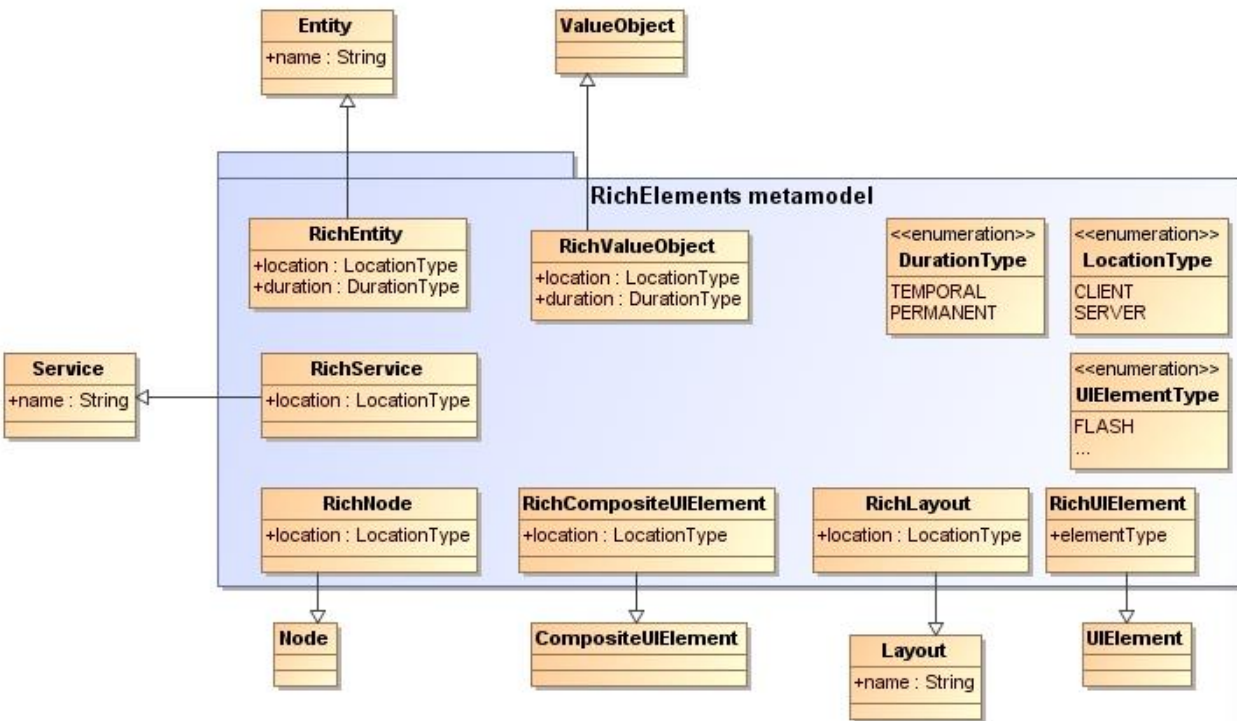 Entity
+name : String
ValueObject
RichElements metamodel
RichEntity
+location : LocationType
+duration : DurationType
RichValueObject
+location : LocationType
+duration : DurationType
<<enumeration>>
DurationType
TEMPORAL
PERMANENT
<<enumeration>>
LocationType
CLIENT
SERVER
Service
+name : String
RichService
+location : LocationType
<<enumeration>>
UIElementType
FLASH
...
RichNode
+location : LocationType
RichCompositeUIElement
+location : LocationType
RichLayout
+location : LocationType
RichUIElement
+elementType
Node
CompositeUIElement
Layout
+name : String
UIElement